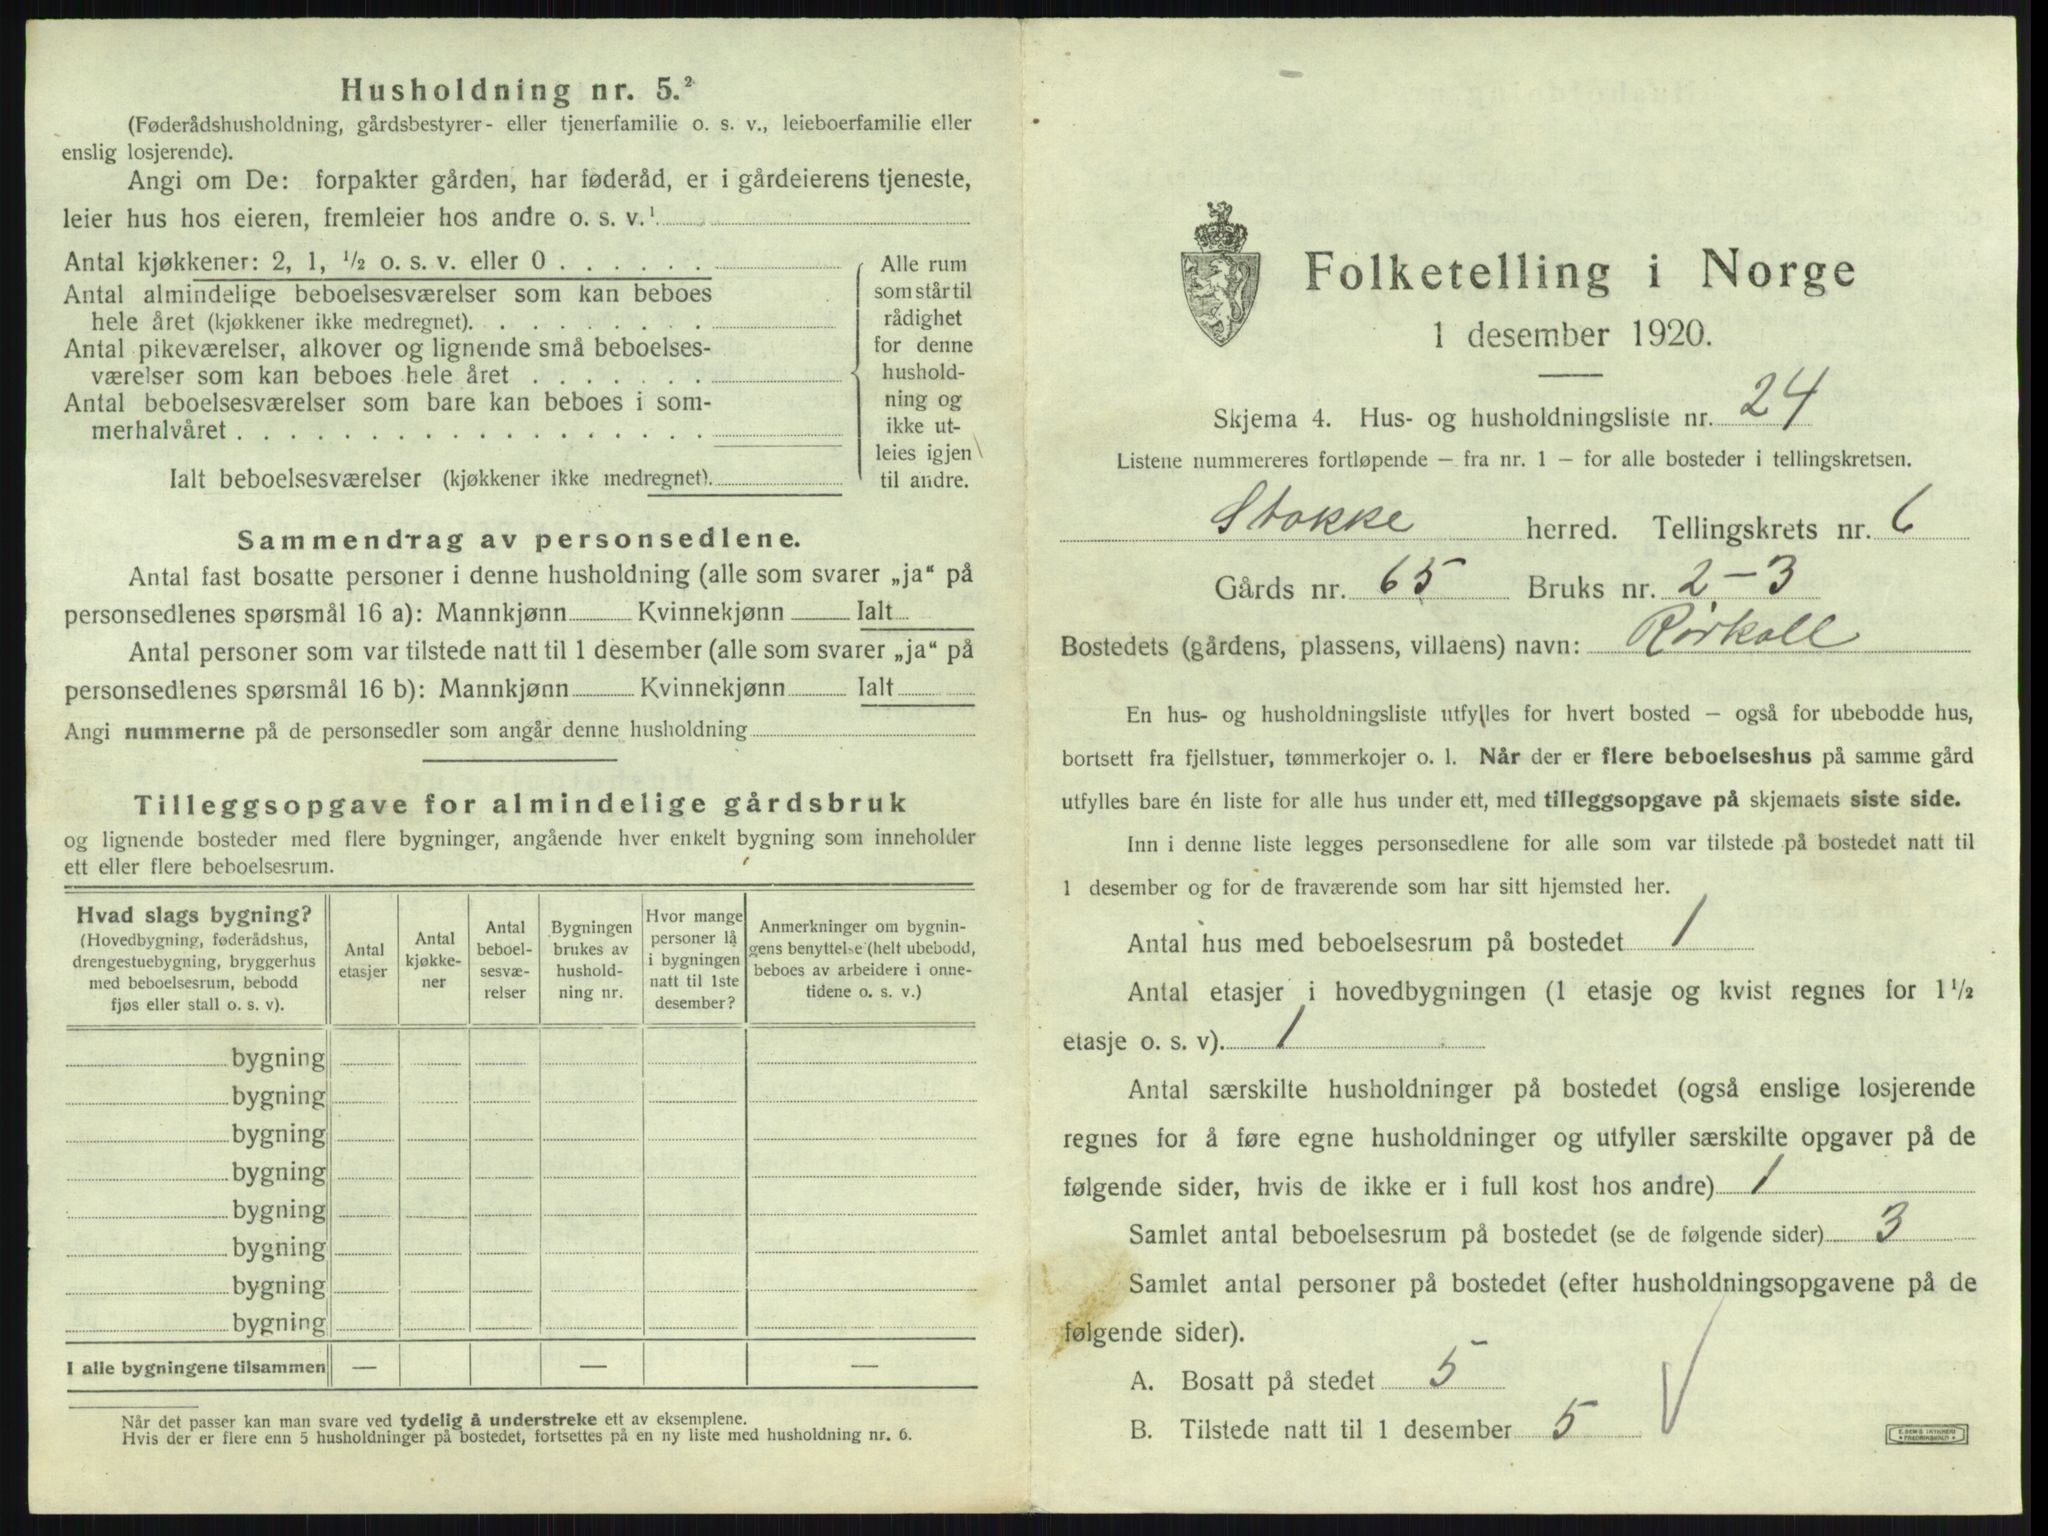 Husholdning nr. 5.²
(Føderådshusholdning, gårdsbestyrer- eller tjenerfamilie o. s. v., leieboerfamilie eller
enslig losjerende).
Angi om De: forpakter gården, har føderåd, er i gårdeierens tjeneste,
leier hus hos eieren, fremleier hos andre o. s. v.¹
Antal kjøkkener: 2, 1, ½ o. s. v. eller 0 . . . . . .
Antal almindelige beboelsesværelser som kan beboes
hele året (kjøkkener ikke medregnet). . . . . . . . .
Antal pikeværelser, alkover og lignende små beboelses-
værelser som kan beboes hele året . . . . . . .
Antal beboelsesværelser som bare kan beboes i som-
merhalvåret . . . . . . . . . . . . . . . . . .
Ialt beboelsesværelser (kjøkkener ikke medregnet).
Alle rum
som står til
rådighet
for denne
hushold-
ning og
ikke ut-
leies igjen
til andre.
Sammendrag av personsedlene.
Antal fast bosatte personer i denne husholdning (alle som svarer „ja“ på
personsedlenes spørsmål 16 a): Mannkjønn Kvinnekjønn Ialt
Antal personer som var tilstede natt til 1 desember (alle som svarer „ja“ på
personsedlenes spørsmål 16 b): Mannkjønn Kvinnekjønn Ialt
Angi nummerne på de personsedler som angår denne husholdning
Tilleggsopgave for almindelige gårdsbruk
og lignende bosteder med flere bygninger, angående hver enkelt bygning som inneholder
ett eller flere beboelsesrum.
Hvad slags bygning?
(Hovedbygning, føderådshus,
drengestuebygning, bryggerhus
med beboelsesrum, bebodd
fjøs eller stall o. s. v).
Antal
etasjer
Antal
kjøkke-
ner
Antal
beboel-
sesvæ-
relser
Bygningen
brukes av
hushold-
ning nr.
Hvor mange
personer lå
i bygningen
natt til 1ste
desember?
Anmerkninger om bygnin-
gens benyttelse (helt ubebodd,
beboes av arbeidere i onne-
tidene o. s. v.)
bygning
bygning
bygning
bygning
bygning
bygning
bygning
bygning
I alle bygningene tilsammen — — —
Når det passer kan man svare ved tydelig å understreke ett av eksemplene.
Hvis der er flere enn 5 husholdninger på bostedet, fortsettes på en ny liste med husholdning nr. 6.
Folketelling i Norge
1 desember 1920.
Skjema 4. Hus- og husholdningsliste nr. 24
Listene nummereres fortløpende – fra nr. 1 – for alle bosteder i tellingskretsen.
Stokke herred. Tellingskrets nr. 6
Gårds nr. 65 Bruks nr. 2–3
Bostedets (gårdens, plassens, villaens) navn: Rørkoll
En hus- og husholdningsliste utfylles for hvert bosted – også for ubebodde hus,
bortsett fra fjellstuer, tømmerkojer o. l. Når der er flere beboelseshus på samme gård
utfylles bare én liste for alle hus under ett, med tilleggsopgave på skjemaets siste side.
Inn i denne liste legges personsedlene for alle som var tilstede på bostedet natt til
1 desember og for de fraværende som har sitt hjemsted her.
Antal hus med beboelsesrum på bostedet 1
Antal etasjer i hovedbygningen (1 etasje og kvist regnes for 1½
etasje o. s. v). 1
Antal særskilte husholdninger på bostedet (også enslige losjerende
regnes for å føre egne husholdninger og utfyller særskilte opgaver på de
følgende sider, hvis de ikke er i full kost hos andre) 1
Samlet antal beboelsesrum på bostedet (se de følgende sider) 3
Samlet antal personer på bostedet (efter husholdningsopgavene på de
følgende sider).
A. Bosatt på stedet 5
B. Tilstede natt til 1 desember 5
E. SEMS TRYKKERI
FREDRIKSHALD